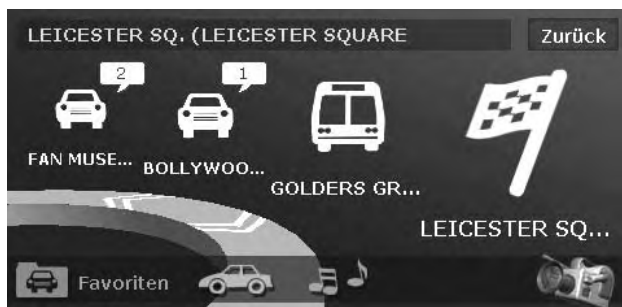 LEICESTER SQ. (LEICESTER SQUARE
Zurück
2
1
FAN MUSE...
BOLLYWOO...
GOLDERS GR...
LEICESTER SQ...
Favoriten